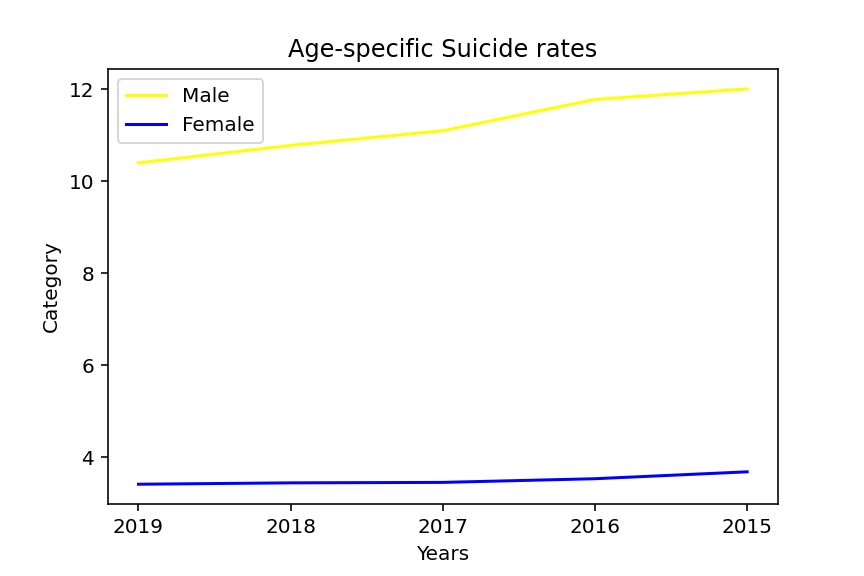 Age-specific Suicide rates
Male
Female
12
10
8
6
4
Category
2019 2018 2017 2016 2015
Years